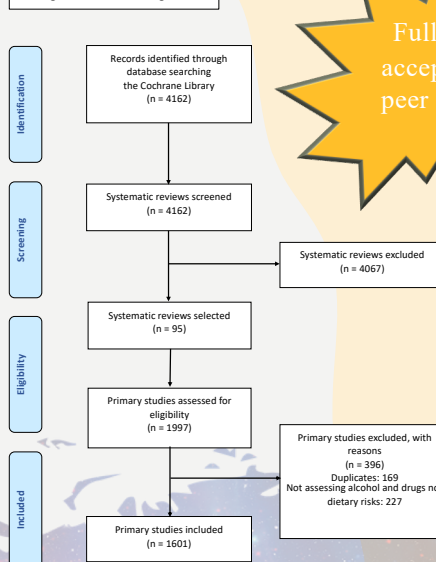 Full
accep
peer
Identification
Records identified through
database searching
the Cochrane Library
(n = 4162)
Screening
Systematic reviews screened
(n = 4162)
Systematic reviews excluded
(n = 4067)
Systematic reviews selected
(n = 95)
Eligibility
Primary studies assessed for
eligibility
(n = 1997)
Primary studies excluded, with
reasons
(n = 396)
Duplicates: 169
Not assessing alcohol and drugs no
dietary risks: 227
Included
Primary studies included
(n = 1601)